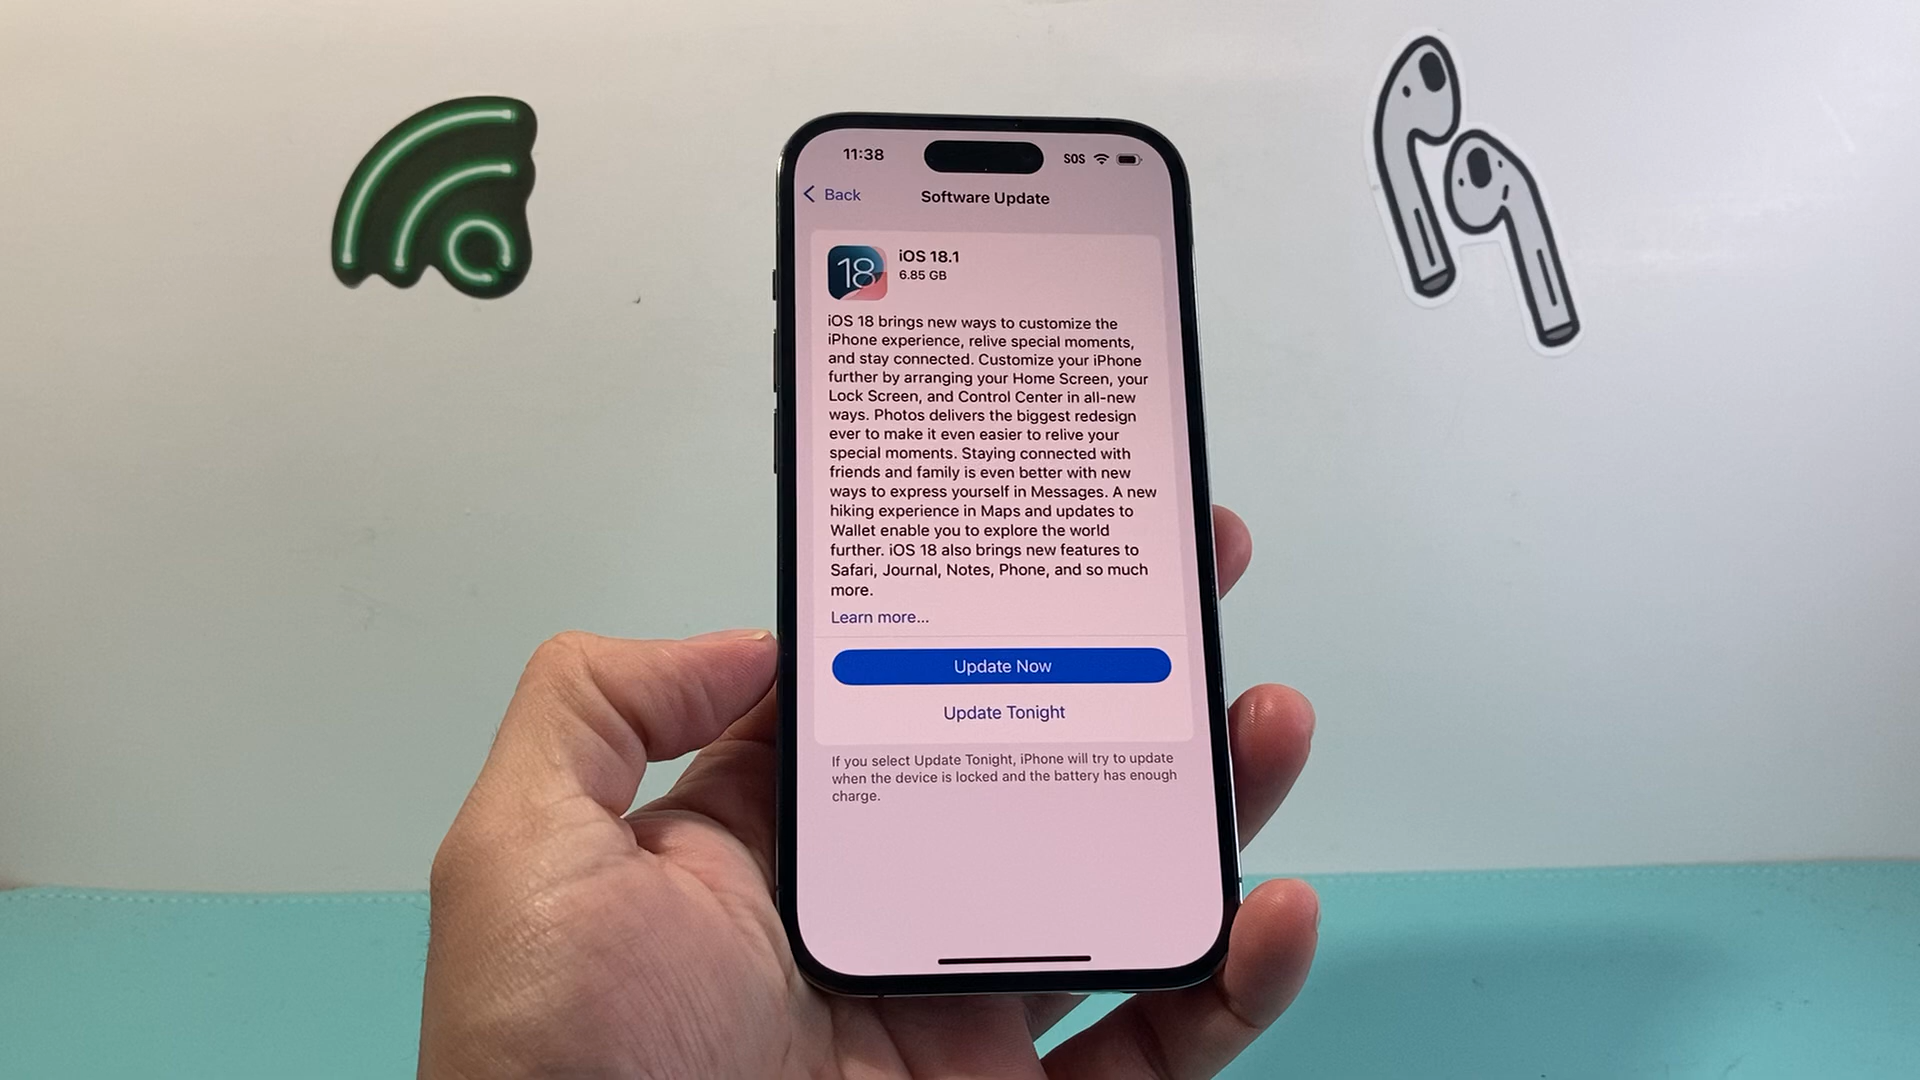 11:38
SOS
Back
Software Update
18
iOS 18.1
6.85 GB
iOS 18 brings new ways to customize the
iPhone experience, relive special moments,
and stay connected. Customize your iPhone
further by arranging your Home Screen, your
Lock Screen, and Control Center in all-new
ways. Photos delivers the biggest redesign
ever to make it even easier to relive your
special moments. Staying connected with
friends and family is even better with new
ways to express yourself in Messages. A new
hiking experience in Maps and updates to
Wallet enable you to explore the world
further. iOS 18 also brings new features to
Safari, Journal, Notes, Phone, and so much
more.
Learn more...
Update Now
Update Tonight
If you select Update Tonight, iPhone will try to update
when the device is locked and the battery has enough
charge.